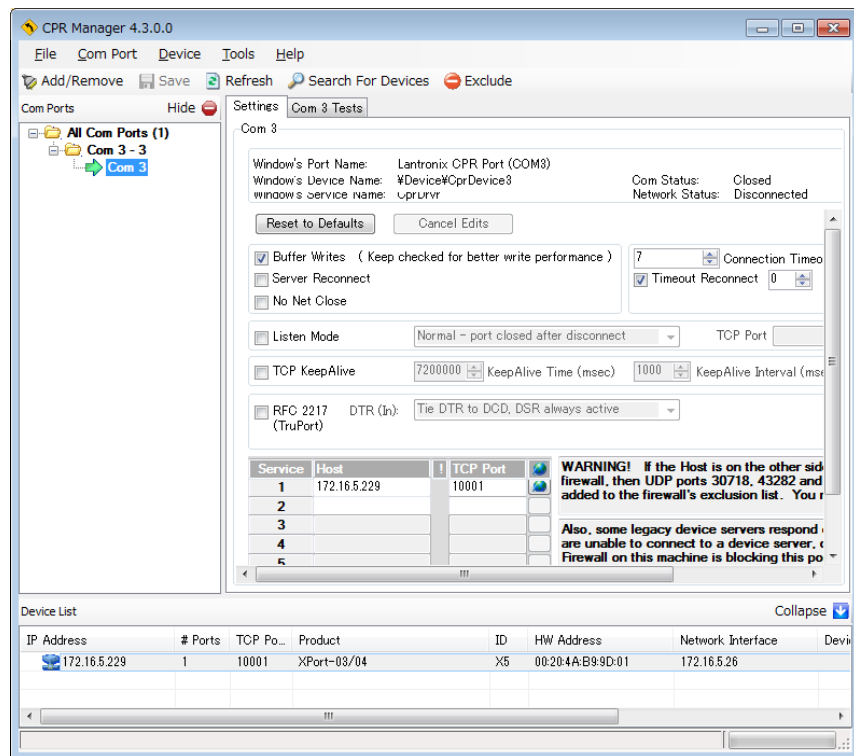 CPR Manager 4.3.0.0
File Com Port Device Tools Help
Add/Remove Save Refresh Search For Devices Exclude
Com Ports Hide
All Com Ports (1)
Com 3 - 3
Com 3
Settings Com 3 Tests
Com 3
Window's Port Name: Lantronix CPR Port (COM3)
Window's Device Name: ¥Device¥CprDevice3 Com Status: Closed
Window's Service Name: CprDrvr Network Status: Disconnected
Reset to Defaults Cancel Edits
Buffer Writes ( Keep checked for better write performance ) 7 Connection Timeo
Server Reconnect Timeout Reconnect 0
No Net Close
Listen Mode Normal - port closed after disconnect TCP Port
TCP KeepAlive 7200000 KeepAlive Time (msec) 1000 KeepAlive Interval (mse
RFC 2217 DTR (In): Tie DTR to DCD, DSR always active
(TruPort)
Service Host ! TCP Port
1 172.16.5.229 10001
2
3
4
5
WARNING! If the Host is on the other sid
firewall, then UDP ports 30718, 43282 and
added to the firewall's exclusion list. You
Also, some legacy device servers respond
are unable to connect to a device server,
Firewall on this machine is blocking this po
Device List Collapse
IP Address # Ports TCP Po... Product ID HW Address Network Interface Devi
172.16.5.229 1 10001 XPort-03/04 X5 00:20:4A:B9:9D:01 172.16.5.26